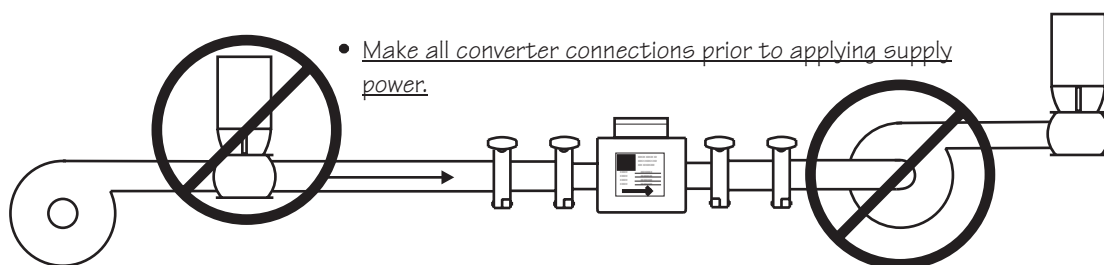 • Make all converter connections prior to applying supply
power.